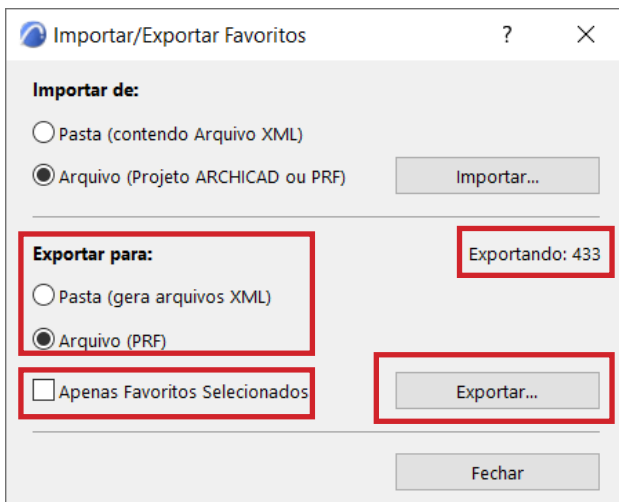 Importar/Exportar Favoritos ?
Importar de:
Pasta (contendo Arquivo XML)
Arquivo (Projeto ARCHICAD ou PRF) Importar...
Exportar para: Exportando: 433
Pasta (gera arquivos XML)
Arquivo (PRF)
Apenas Favoritos Selecionados Exportar...
Fechar